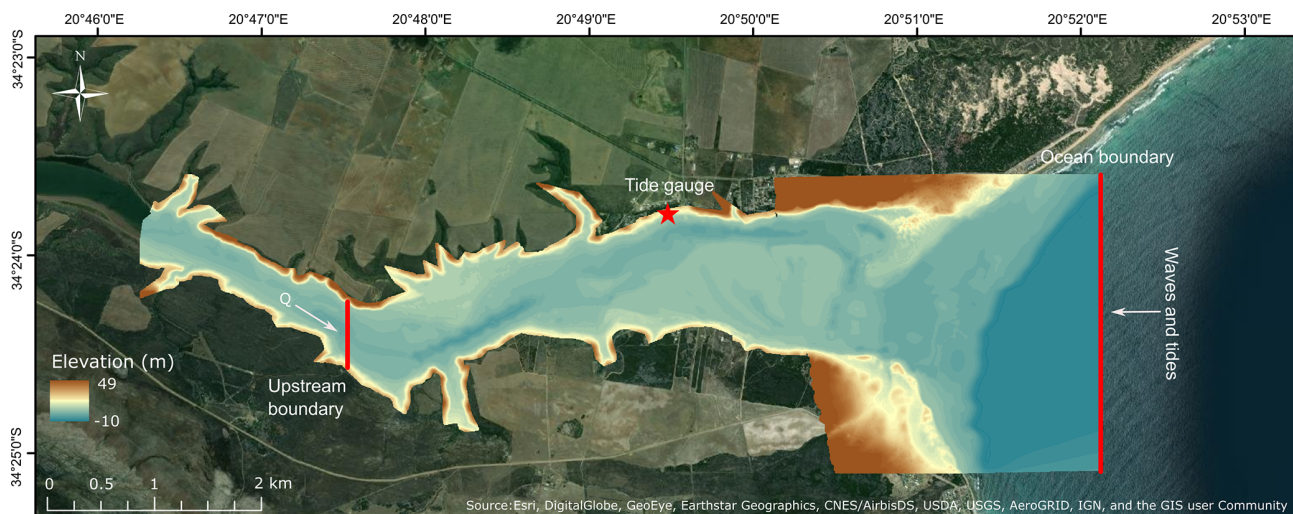 20°46'0"E 20°47'0"E 20°48'0"E 20°49'0"E 20°50'0"E 20°51'0"E 20°52'0"E 20°53'0"E
34°23'0"S
N
Ocean boundary
Tide gauge
34°24'0"S
Q
Waves and tides
Elevation (m)
49
-10
Upstream
boundary
34°25'0"S
0 0.5 1 2 km
Source:Esri, DigitalGlobe, GeoEye, Earthstar Geographics, CNES/AirbisDS, USDA, USGS, AeroGRID, IGN, and the GIS user Community